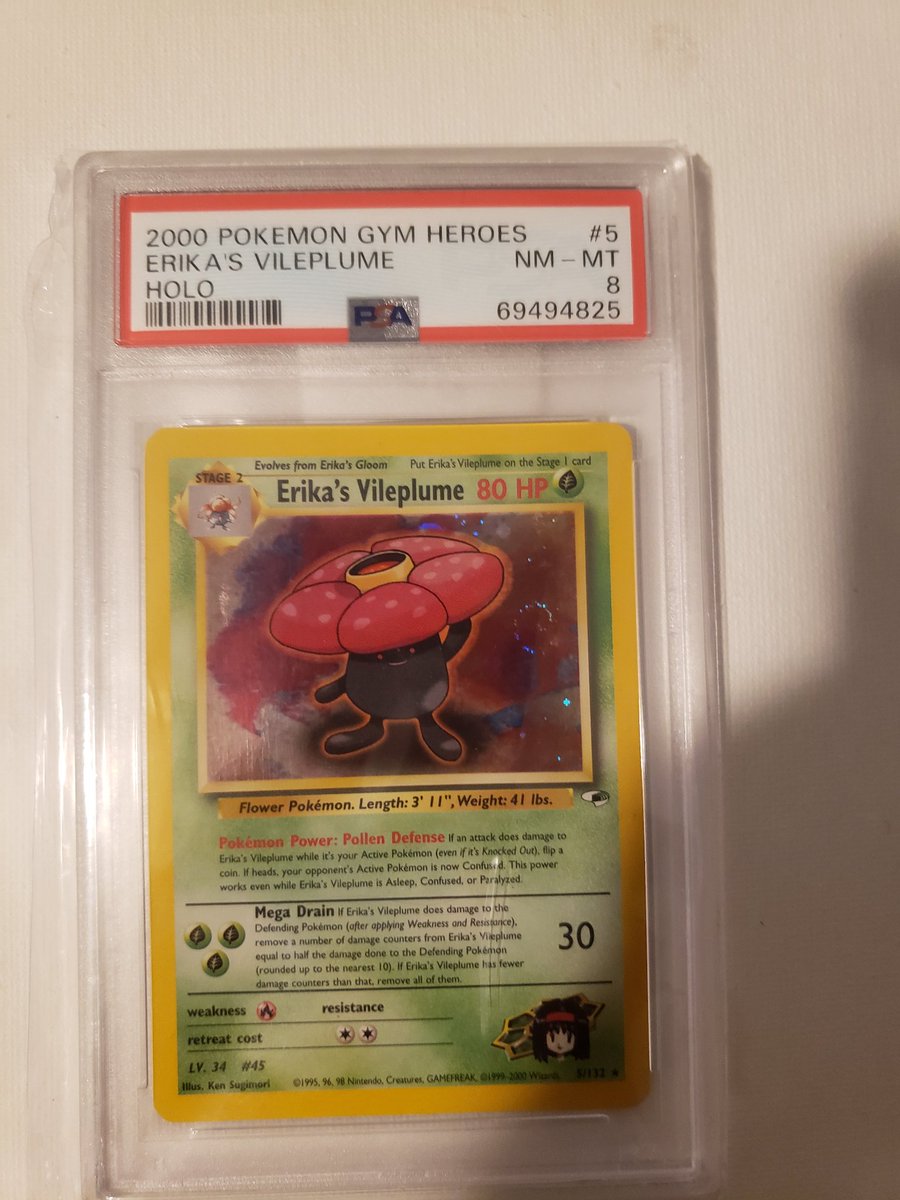 2000 POKEMON GYM HEROES #5
ERIKA'S VILEPLUME NM - MT
HOLO 8
PSA 69494825
Evolves from Erika's Gloom Put Erika's Vileplume on the Stage 1 card
STAGE 2
Erika's Vileplume 80 HP
Flower Pokémon. Length: 3' 11", Weight: 41 lbs.
Pokémon Power: Pollen Defense If an attack does damage to
Erika's Vileplume while it's your Active Pokémon (even if it's Knocked Out), flip a
coin. If heads, your opponent's Active Pokémon is now Confused. This power
works even while Erika's Vileplume is Asleep, Confused, or Paralyzed.
Mega Drain If Erika's Vileplume does damage to the
Defending Pokémon (after applying Weakness and Resistance),
remove a number of damage counters from Erika's Vileplume 30
equal to half the damage done to the Defending Pokémon
(rounded up to the nearest 10). If Erika's Vileplume has fewer
damage counters than that, remove all of them.
weakness resistance
retreat cost
LV. 34 #45
Illus. Ken Sugimori ©1995, 96, 98 Nintendo, Creatures, GAMEFREAK. ©1999-2000 Wizards. 5/132 ★